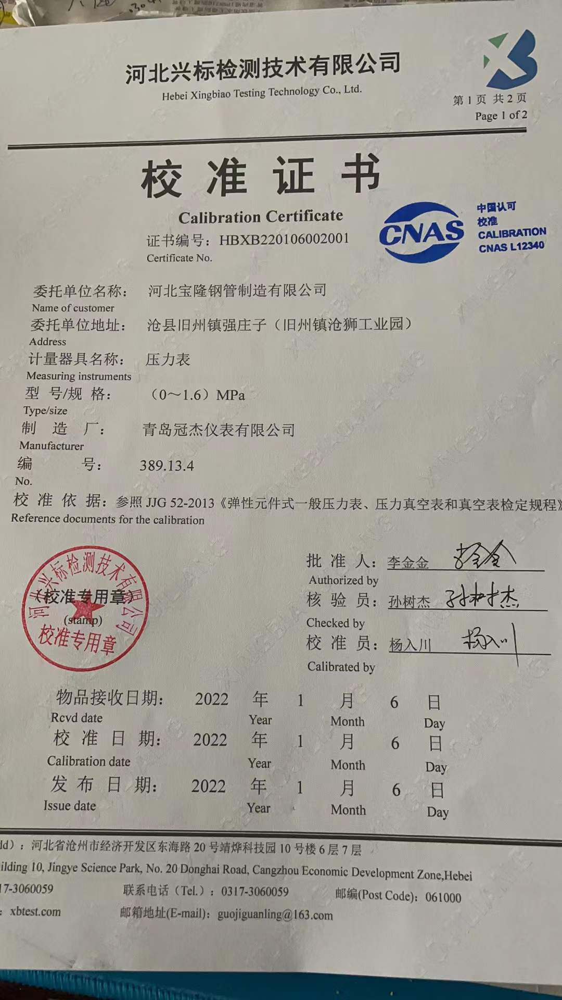 河北兴标检测技术有限公司
Hebei Xingbiao Testing Technology Co., Ltd.
第 1 页 共 2 页
Page 1 of 2
校 准 证 书
Calibration Certificate
证书编号：HBXB220106002001
Certificate No.
CNAS
中国认可
校准
CALIBRATION
CNAS L12340
委托单位名称： 河北宝隆钢管制造有限公司
Name of customer
委托单位地址： 沧县旧州镇强庄子（旧州镇沧狮工业园）
Address
计量器具名称： 压力表
Measuring instruments
型 号/规 格： （0～1.6）MPa
Type/size
制 造 厂： 青岛冠杰仪表有限公司
Manufacturer
编 号： 389.13.4
No.
校 准 依 据：参照 JJG 52-2013《弹性元件式一般压力表、压力真空表和真空表检定规程》
Reference documents for the calibration
河北兴标检测技术有限公司
（校准专用章）
(stamp)
校准专用章
批 准 人： 李金金 李金金
Authorized by
核 验 员： 孙树杰 孙树杰
Checked by
校 准 员： 杨入川 杨入川
Calibrated by
物品接收日期： 2022 年 1 月 6 日
Rcvd date Year Month Day
校 准 日 期： 2022 年 1 月 6 日
Calibration date Year Month Day
发 布 日 期： 2022 年 1 月 6 日
Issue date Year Month Day
dd）：河北省沧州市经济开发区东海路 20 号靖烨科技园 10 号楼 6 层 7 层
ilding 10, Jingye Science Park, No. 20 Donghai Road, Cangzhou Economic Development Zone,Hebei
17-3060059 联系电话（Tel.）：0317-3060059 邮编(Post Code)：061000
：xbtest.com 邮箱地址(E-mail)：guojiguanling@163.com